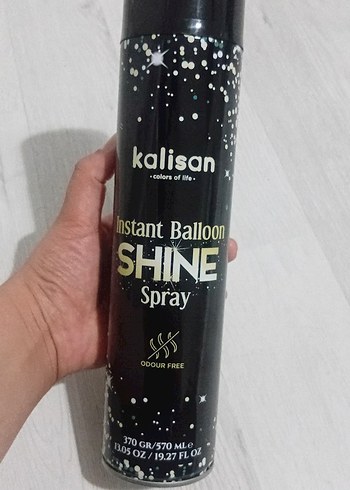 kalisan
• colors of life •
Instant Balloon
SHINE
Spray
ODOUR FREE
370 GR/570 ML ℮
13.05 OZ / 19.27 FL OZ